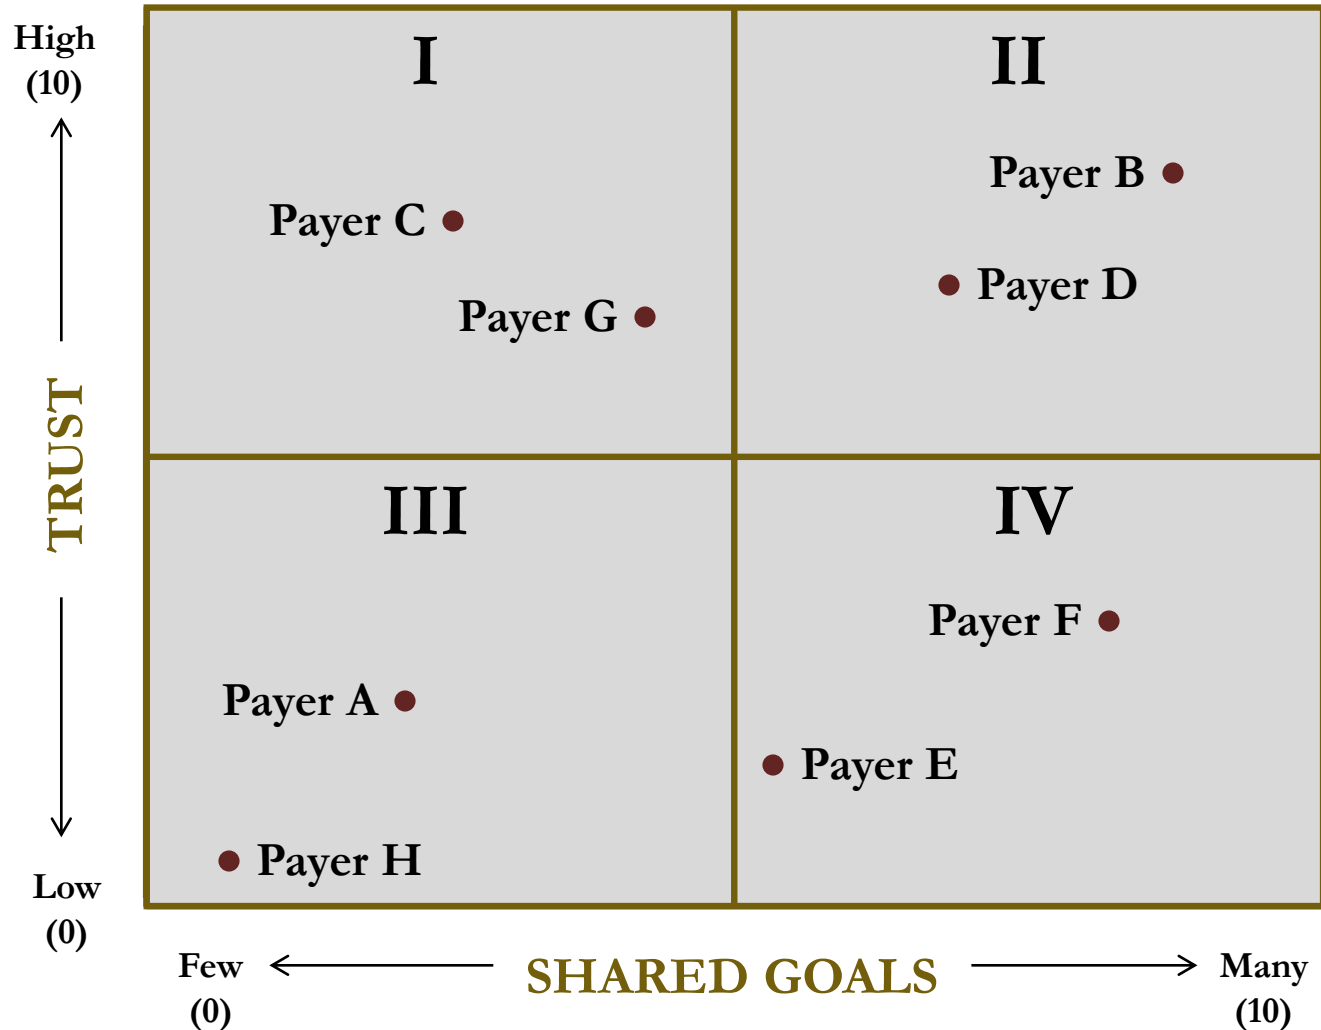 High
(10)
I
II
Payer B
Payer C
Payer D
Payer G
TRUST
III
IV
Payer F
Payer A
Payer E
Payer H
Low
(0)
Few
(0)
SHARED GOALS
Many
(10)